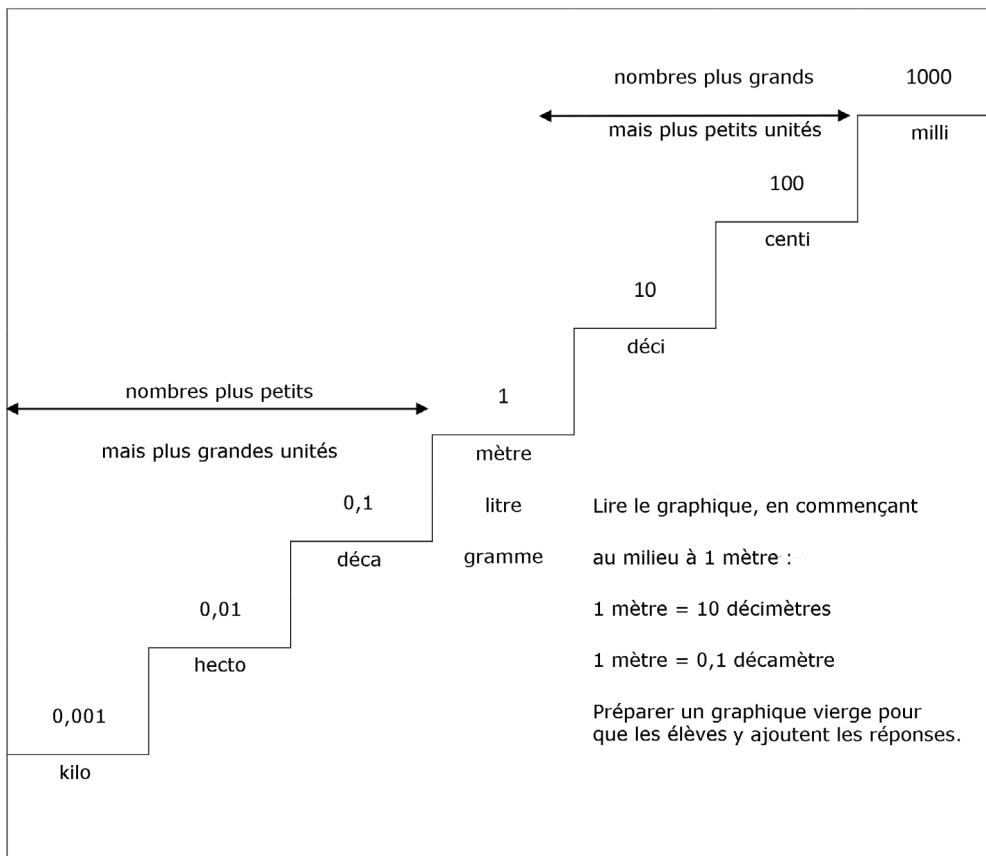 nombres plus grands
1000
mais plus petits unités
milli
100
centi
10
déci
nombres plus petits
1
mais plus grandes unités
mètre
0,1
litre
déca
gramme
Lire le graphique, en commençant
au milieu à 1 mètre :
1 mètre = 10 décimètres
1 mètre = 0,1 décamètre
Préparer un graphique vierge pour
que les élèves y ajoutent les réponses.
0,01
hecto
0,001
kilo